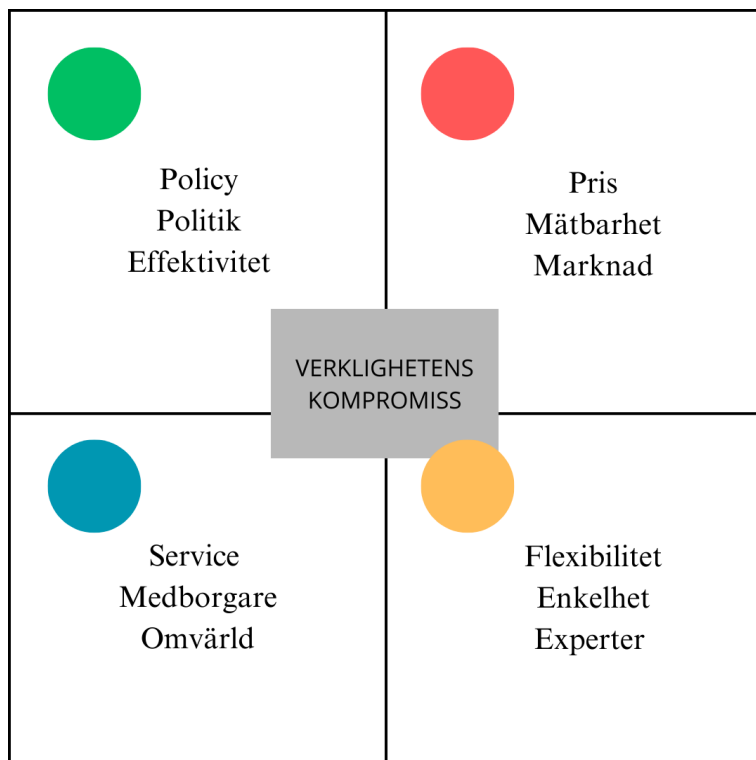 Policy
Politik
Effektivitet
Pris
Mätbarhet
Marknad
VERKLIGHETENS
KOMPROMISS
Service
Medborgare
Omvärld
Flexibilitet
Enkelhet
Experter